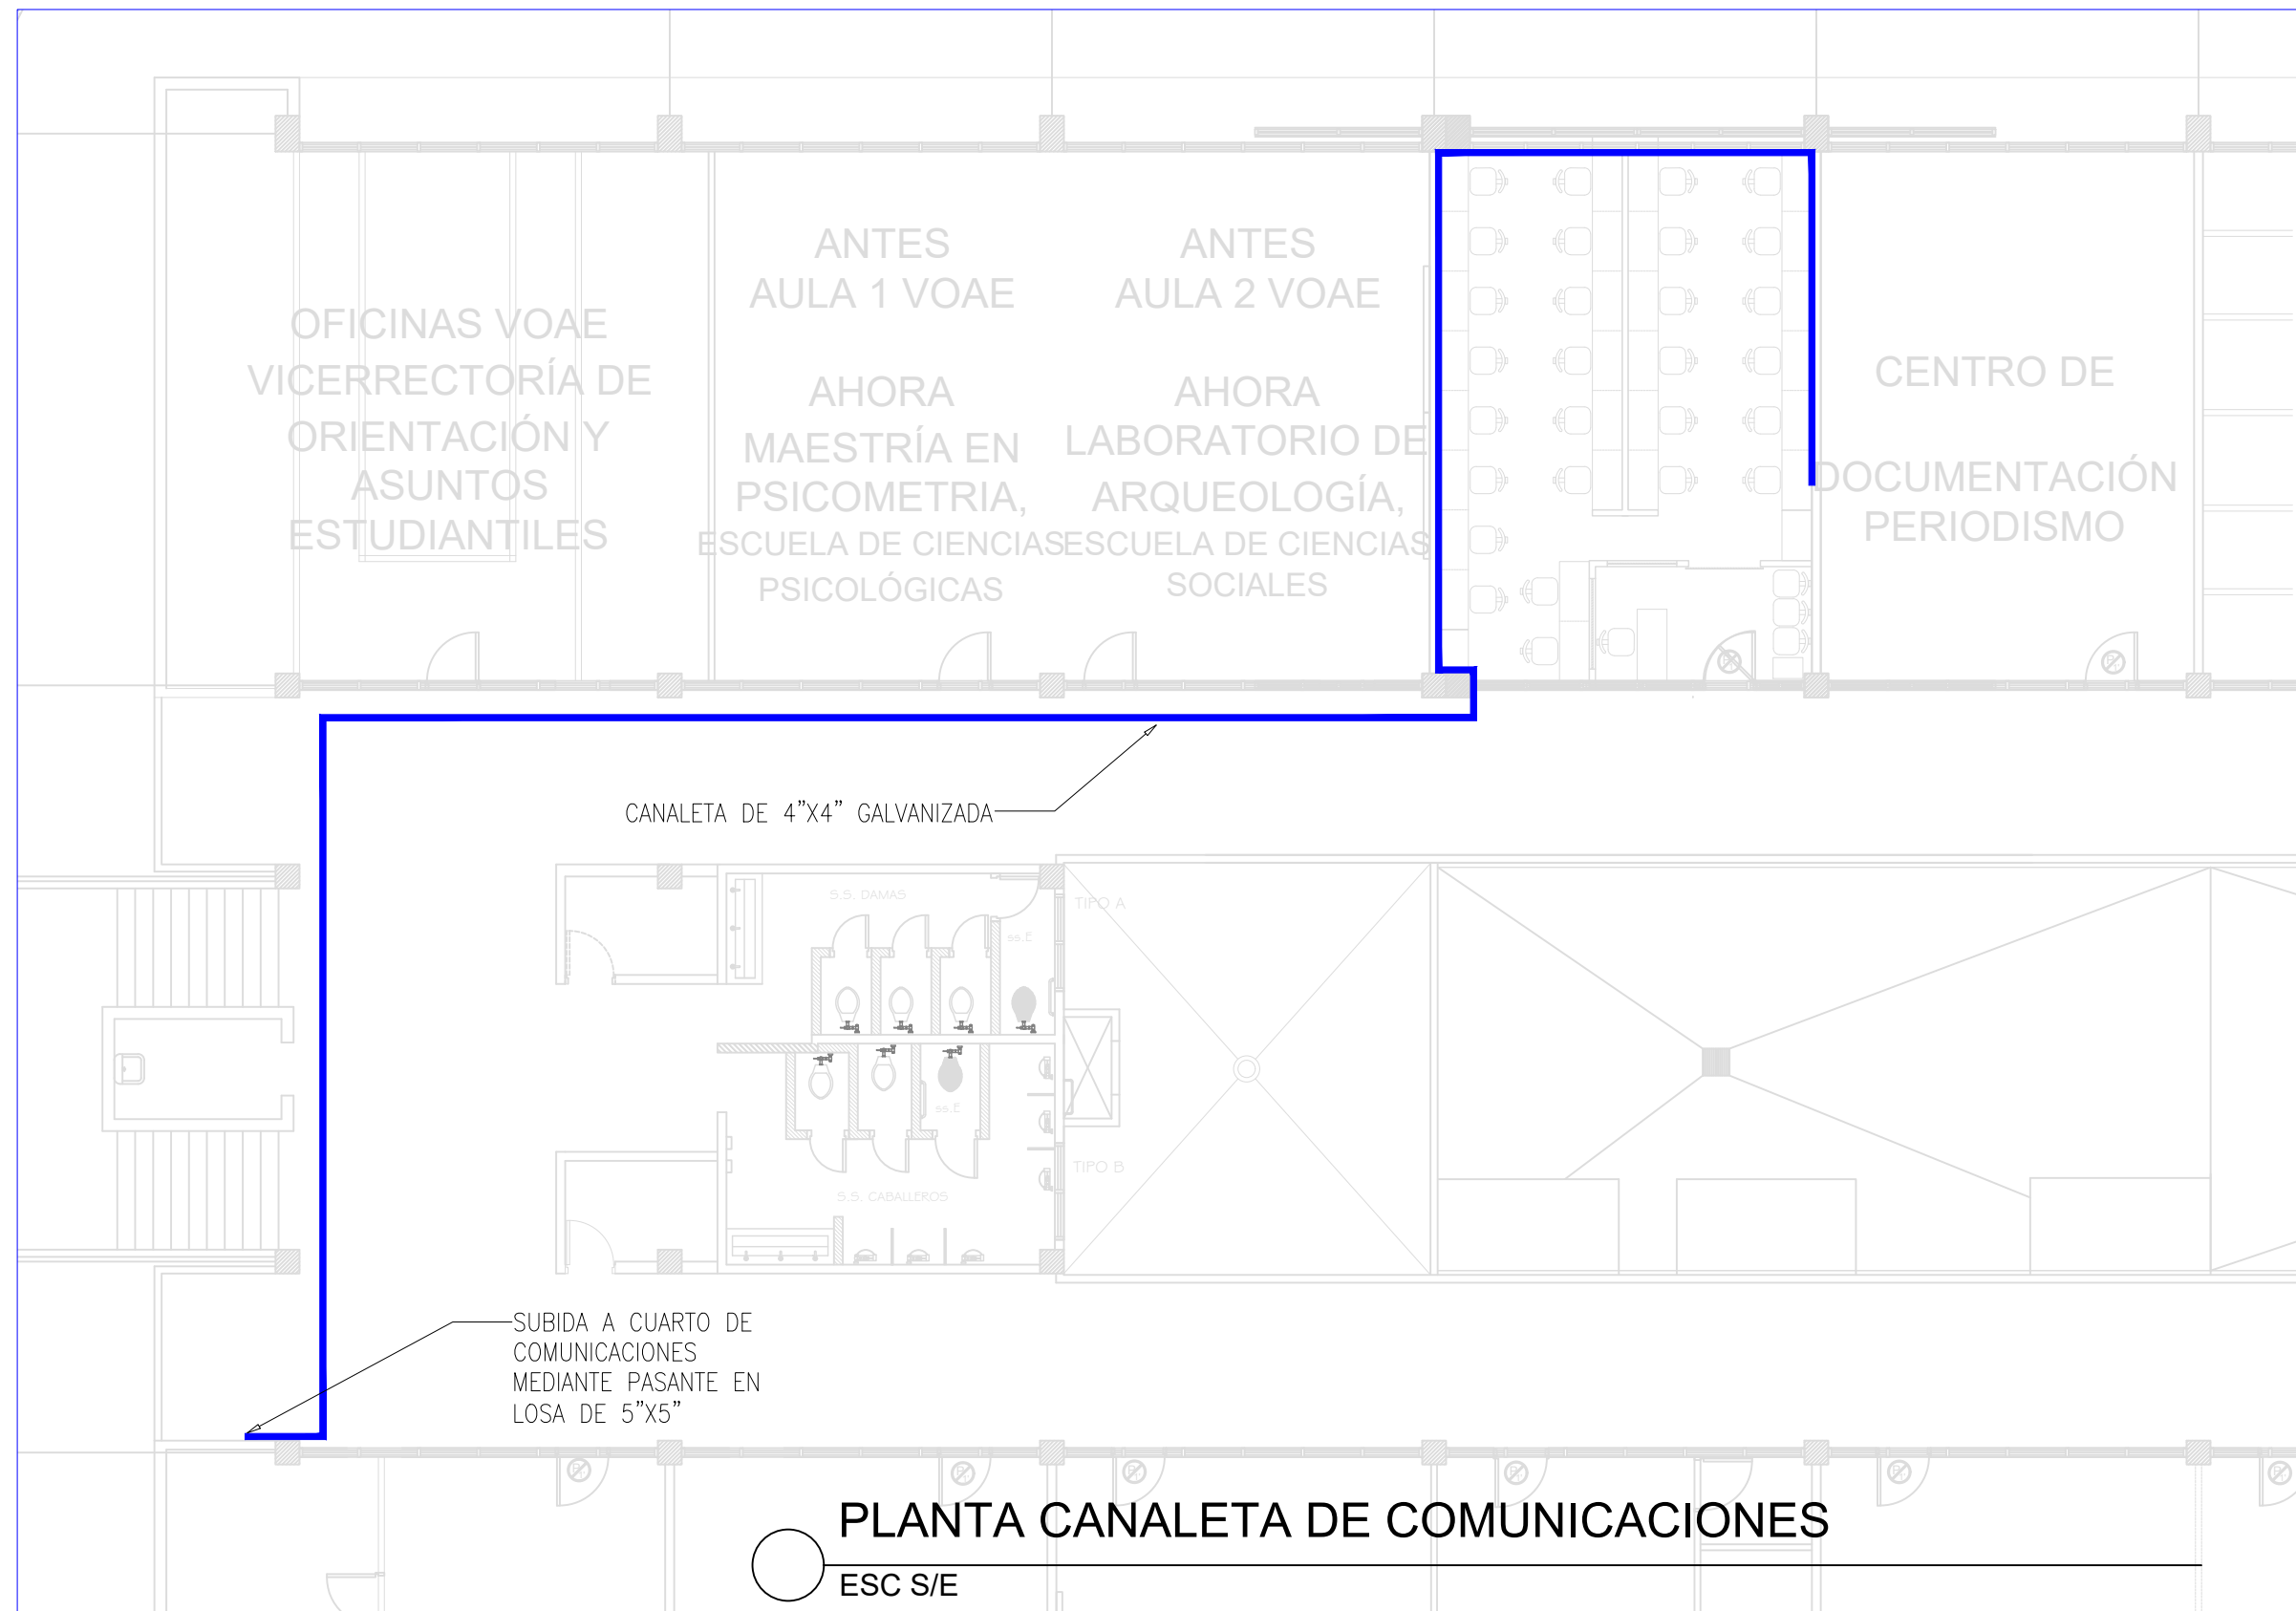 OFICINAS VOAE
VICERRECTORÍA DE
ORIENTACIÓN Y
ASUNTOS
ESTUDIANTILES
ANTES
AULA 1 VOAE
AHORA
MAESTRÍA EN
PSICOMETRIA,
ESCUELA DE CIENCIAS
PSICOLÓGICAS
ANTES
AULA 2 VOAE
AHORA
LABORATORIO DE
ARQUEOLOGÍA,
ESCUELA DE CIENCIAS
SOCIALES
CENTRO DE
DOCUMENTACIÓN
PERIODISMO
CANALETA DE 4”X4” GALVANIZADA
S.S. DAMAS
ss.E
TIPO A
ss.E
TIPO B
S.S. CABALLEROS
SUBIDA A CUARTO DE
COMUNICACIONES
MEDIANTE PASANTE EN
LOSA DE 5”X5”
PLANTA CANALETA DE COMUNICACIONES
ESC S/E